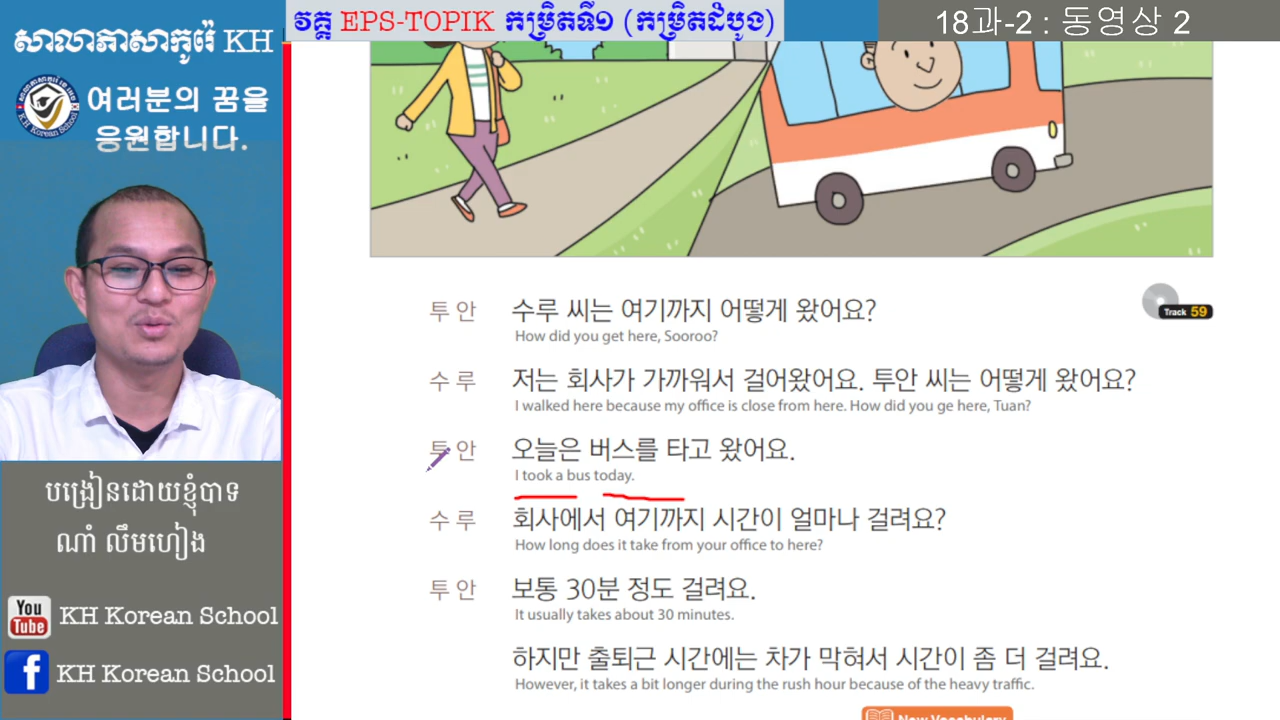 វគ្គ EPS-TOPIK កម្រិតទី១ (កម្រិតដំបូង)
18과-2 : 동영상 2
សាលាភាសាកូរ៉េ KH
여러분의 꿈을
응원합니다.
បង្រៀនដោយខ្ញុំបាទ
ណាំ លឹមហៀង
You
Tube
KH Korean School
f
KH Korean School
Track 59
투안 수루 씨는 여기까지 어떻게 왔어요?
How did you get here, Sooroo?
수루 저는 회사가 가까워서 걸어왔어요. 투안 씨는 어떻게 왔어요?
I walked here because my office is close from here. How did you ge here, Tuan?
투안 오늘은 버스를 타고 왔어요.
I took a bus today.
수루 회사에서 여기까지 시간이 얼마나 걸려요?
How long does it take from your office to here?
투안 보통 30분 정도 걸려요.
It usually takes about 30 minutes.
하지만 출퇴근 시간에는 차가 막혀서 시간이 좀 더 걸려요.
However, it takes a bit longer during the rush hour because of the heavy traffic.
New Vocabulary